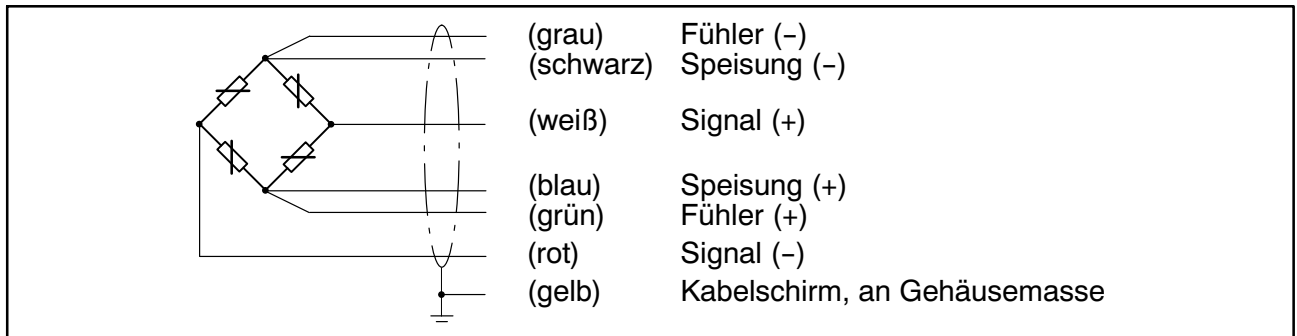 (grau) Fühler (−)
(schwarz) Speisung (−)
(weiß) Signal (+)
(blau) Speisung (+)
(grün) Fühler (+)
(rot) Signal (−)
(gelb) Kabelschirm, an Gehäusemasse